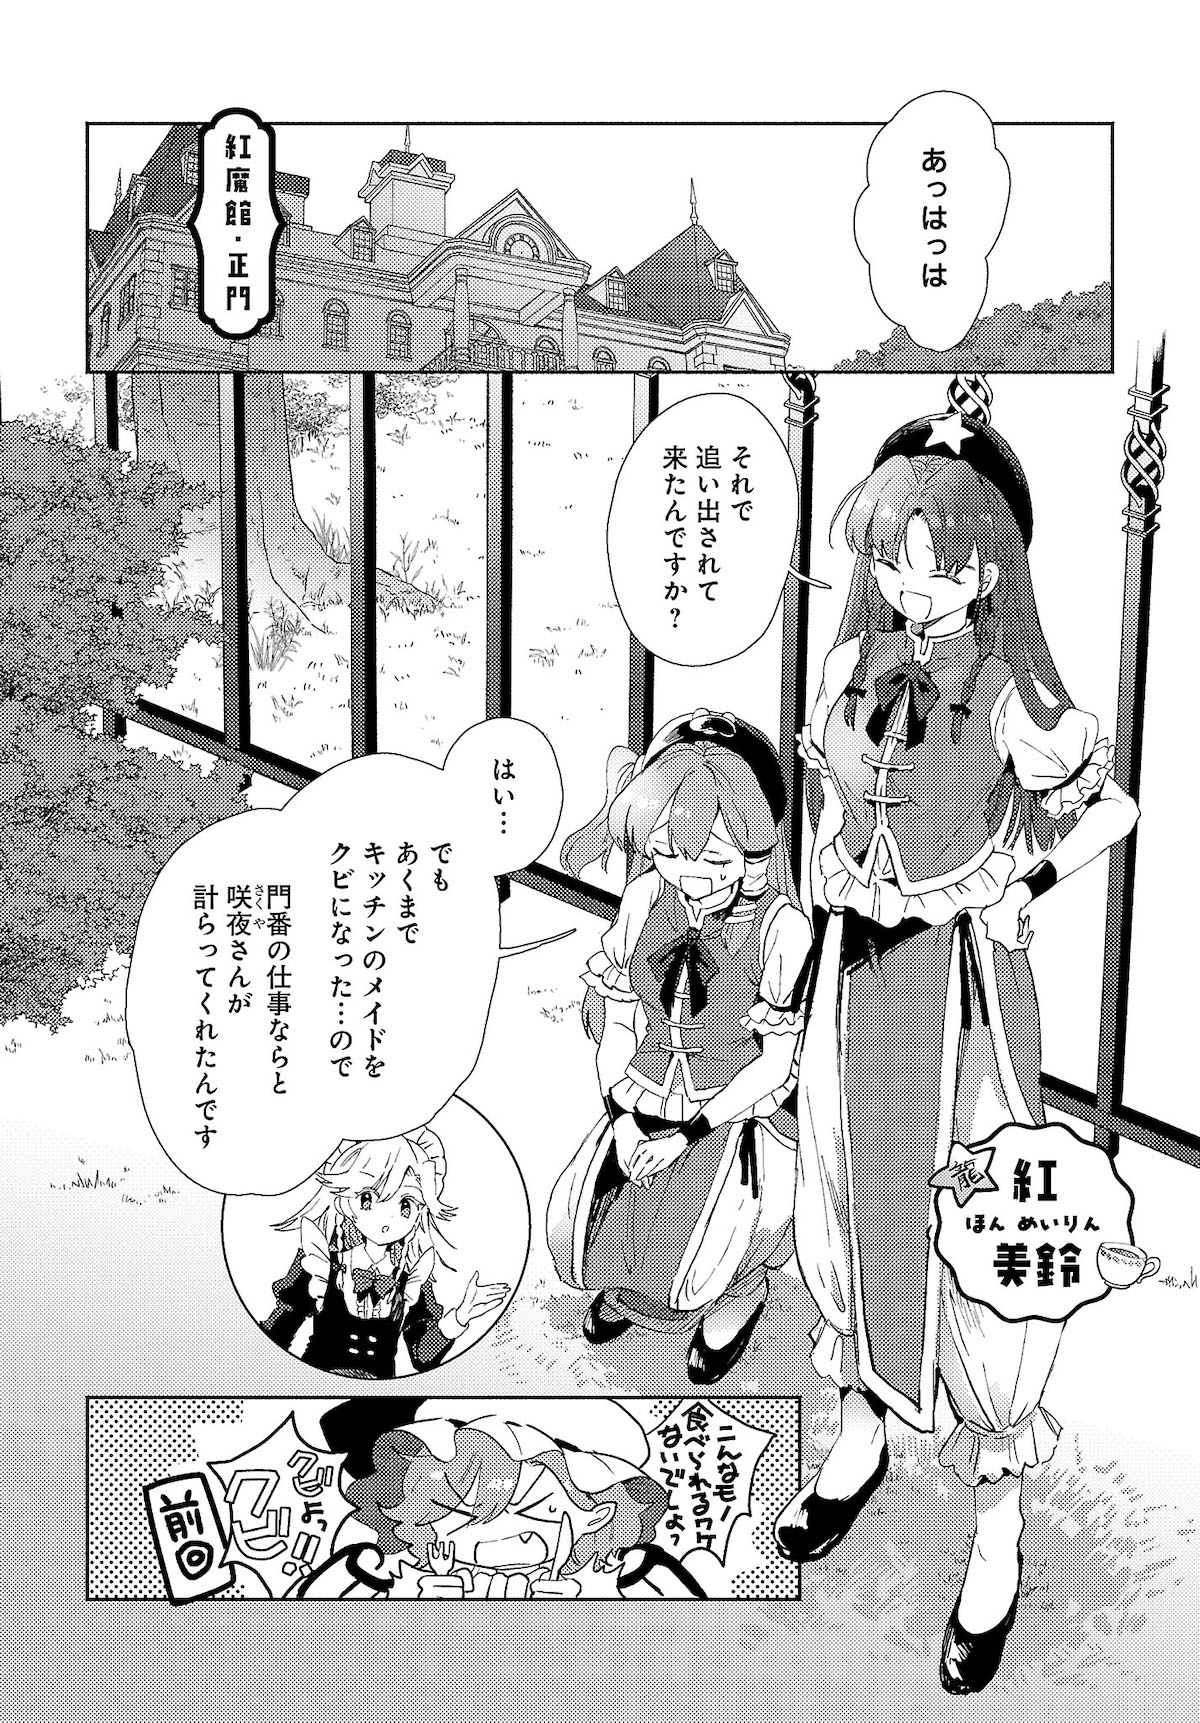 あっはっは
紅魔館・正門
それで
追い出されて
来たんですか？
はい…
でも
あくまで
キッチンのメイドを
クビになった…ので
門番の仕事ならと
咲夜さんが
さくや
計らってくれたんです
龍
紅
ほん めいりん
美鈴
こんなモノ
食べられるワケ
ないでしょっ
クビよっ
クビ!!
前回